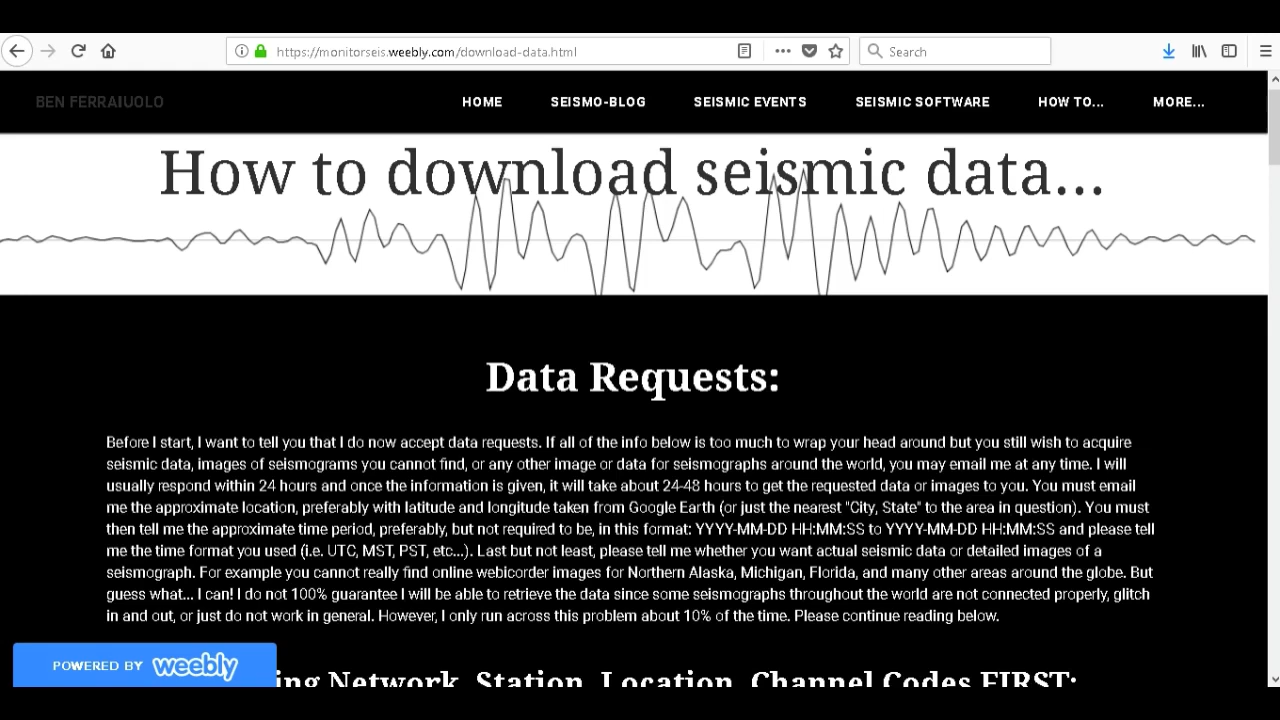 https://monitorseis.weebly.com/download-data.html
Search
BEN FERRAIUOLO
HOME SEISMO-BLOG SEISMIC EVENTS SEISMIC SOFTWARE HOW TO... MORE...
How to download seismic data...
Data Requests:
Before I start, I want to tell you that I do now accept data requests. If all of the info below is too much to wrap your head around but you still wish to acquire
seismic data, images of seismograms you cannot find, or any other image or data for seismographs around the world, you may email me at any time. I will
usually respond within 24 hours and once the information is given, it will take about 24-48 hours to get the requested data or images to you. You must email
me the approximate location, preferably with latitude and longitude taken from Google Earth (or just the nearest "City, State" to the area in question). You must
then tell me the approximate time period, preferably, but not required to be, in this format: YYYY-MM-DD HH:MM:SS to YYYY-MM-DD HH:MM:SS and please tell
me the time format you used (i.e. UTC, MST, PST, etc...). Last but not least, please tell me whether you want actual seismic data or detailed images of a
seismograph. For example you cannot really find online webicorder images for Northern Alaska, Michigan, Florida, and many other areas around the globe. But
guess what... I can! I do not 100% guarantee I will be able to retrieve the data since some seismographs throughout the world are not connected properly, glitch
in and out, or just do not work in general. However, I only run across this problem about 10% of the time. Please continue reading below.
POWERED BY weebly
ing Network, Station, Location, Channel Codes FIRST: